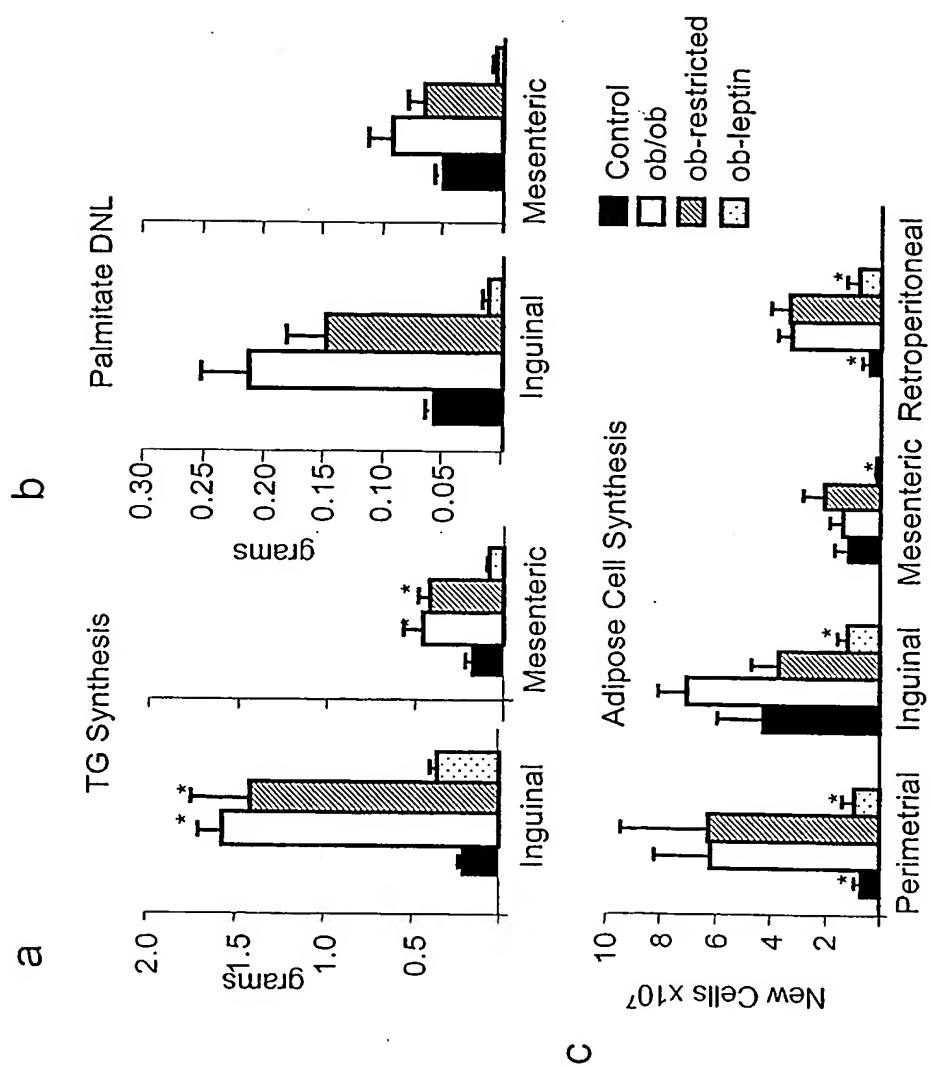 a
TG Synthesis
grams
2.0
1.5
1.0
0.5
Inguinal
Mesenteric
*
*
*
*
b
Palmitate DNL
grams
0.30
0.25
0.20
0.15
0.10
0.05
Inguinal
Mesenteric
c
Adipose Cell Synthesis
New Cells x10⁷
10
8
6
4
2
Perimetrial
Inguinal
Mesenteric
Retroperitoneal
*
*
*
*
*
*
Control
ob/ob
ob-restricted
ob-leptin